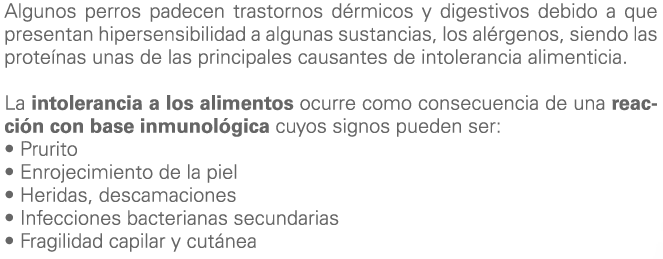 Algunos perros padecen trastornos dérmicos y digestivos debido a que
presentan hipersensibilidad a algunas sustancias, los alérgenos, siendo las
proteínas unas de las principales causantes de intolerancia alimenticia.
La intolerancia a los alimentos ocurre como consecuencia de una reac-
ción con base inmunológica cuyos signos pueden ser:
• Prurito
• Enrojecimiento de la piel
• Heridas, descamaciones
• Infecciones bacterianas secundarias
• Fragilidad capilar y cutánea